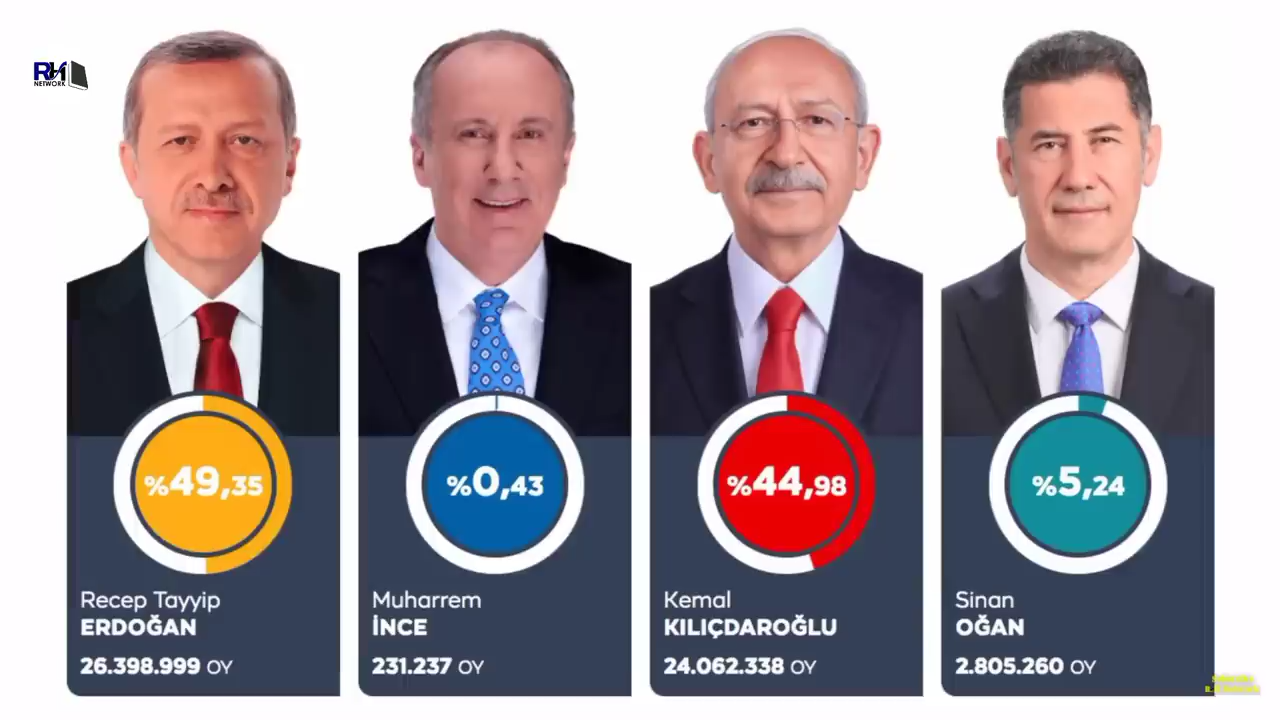 RH
NETWORK
%49,35
Recep Tayyip
ERDOĞAN
26.398.999 OY
%0,43
Muharrem
İNCE
231.237 OY
%44,98
Kemal
KILIÇDAROĞLU
24.062.338 OY
%5,24
Sinan
OĞAN
2.805.260 OY